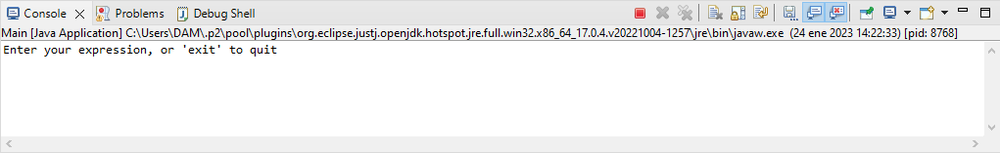 Console Problems Debug Shell
Main [Java Application] C:\Users\DAM\.p2\pool\plugins\org.eclipse.justj.openjdk.hotspot.jre.full.win32.x86_64_17.0.4.v20221004-1257\jre\bin\javaw.exe (24 ene 2023 14:22:33) [pid: 8768]
Enter your expression, or 'exit' to quit